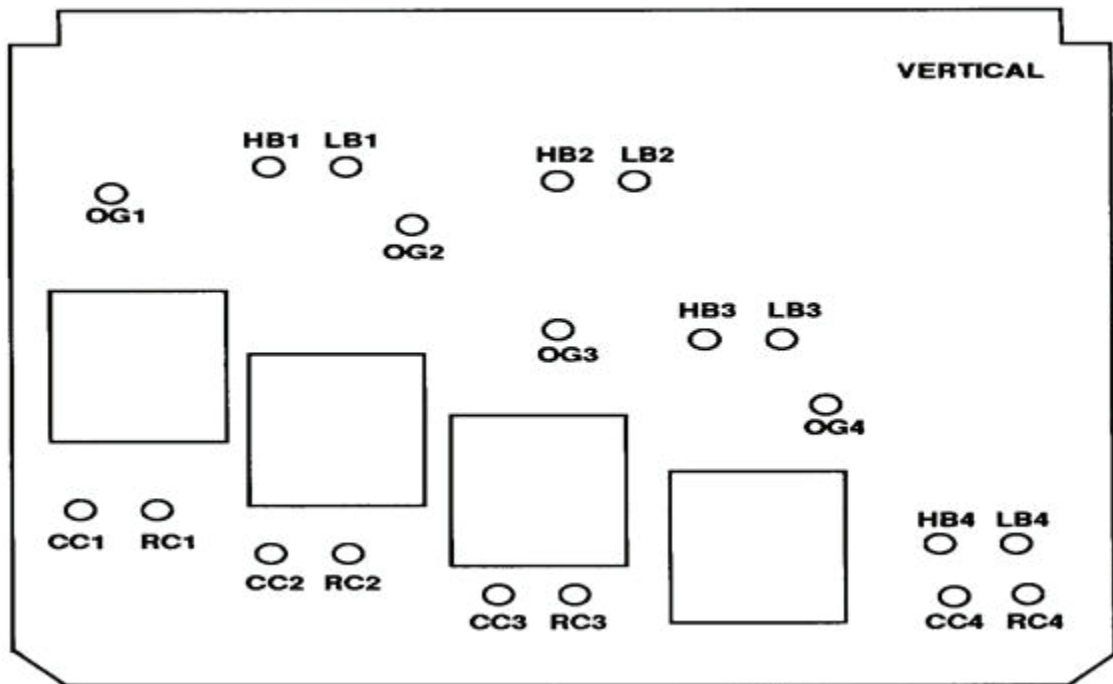 VERTICAL
HB1 LB1
HB2 LB2
OG1
OG2
HB3 LB3
OG3
OG4
HB4 LB4
CC1 RC1
CC2 RC2
CC3 RC3
CC4 RC4